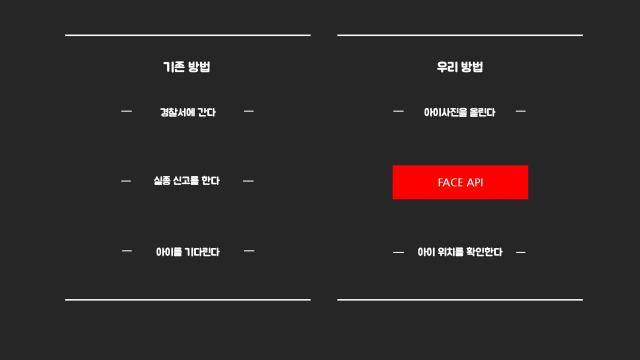 기존 방법
경찰서에 간다
실종 신고를 한다
아이를 기다린다
우리 방법
아이사진을 올린다
FACE API
아이 위치를 확인한다